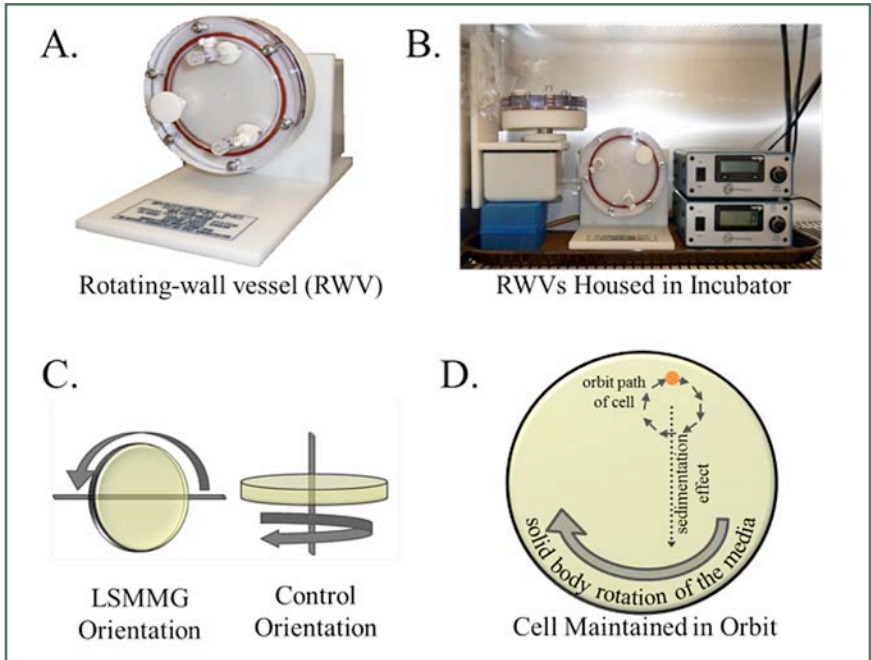 A.
B.
Rotating-wall vessel (RWV)
RWVs Housed in Incubator
C.
LSMMG
Orientation
Control
Orientation
D.
orbit path
of cell
sedimentation
effect
solid body rotation of the media
Cell Maintained in Orbit